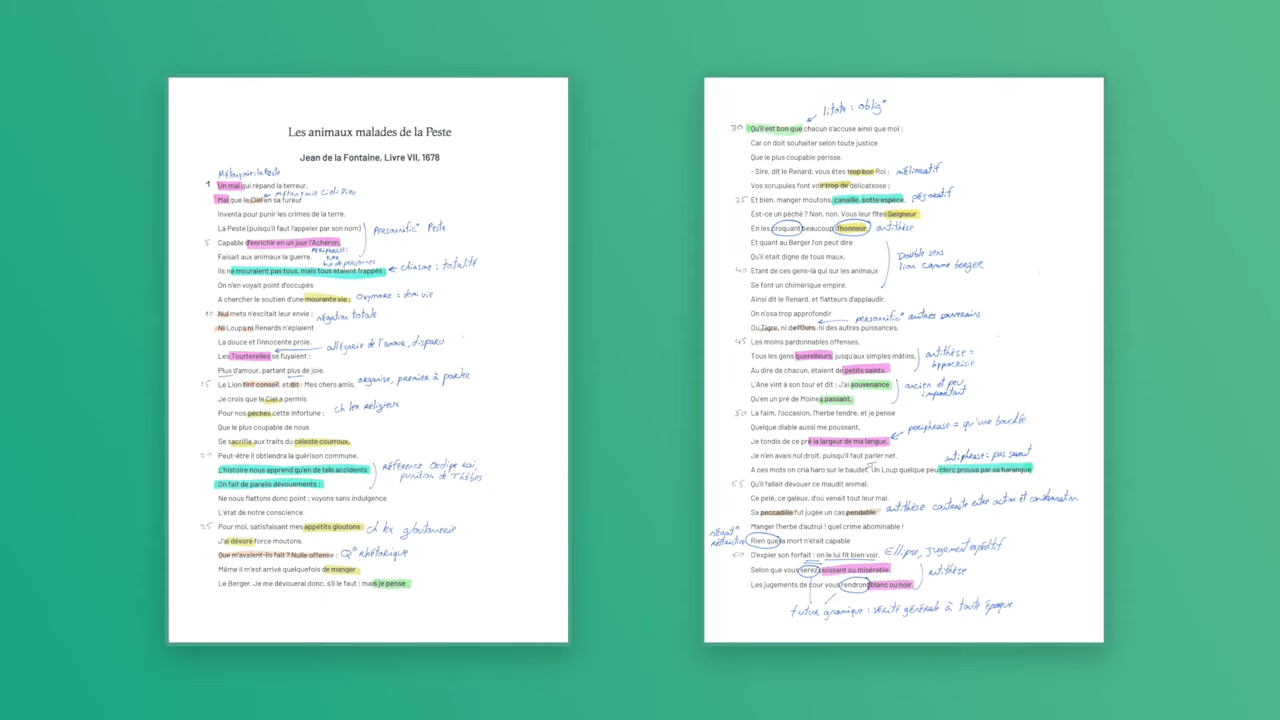 Les animaux malades de la Peste
Jean de la Fontaine, Livre VII, 1678
Métonymie : la Peste
1 Un mal qui répand la terreur,
métonymie Ciel = Dieu
Mal que le Ciel en sa fureur
Inventa pour punir les crimes de la terre,
La Peste (puisqu'il faut l'appeler par son nom)
personnific° Peste
5 Capable d'enrichir en un jour l'Achéron,
périphrase : tuer bcp de personnes
Faisait aux animaux la guerre.
Ils ne mouraient pas tous, mais tous étaient frappés : chiasme : totalité
On n'en voyait point d'occupés
A chercher le soutien d'une mourante vie ; Oxymore = demi vie
10 Nul mets n'excitait leur envie ; négation totale
Ni Loups ni Renards n'épiaient
La douce et l'innocente proie.
allégorie de l'amour, disparu
Les Tourterelles se fuyaient :
Plus d'amour, partant plus de joie.
15 Le Lion tint conseil, et dit : Mes chers amis, organise, premier à parler
Je crois que le Ciel a permis
Pour nos péchés cette infortune ; ch lex religieux
Que le plus coupable de nous
Se sacrifie aux traits du céleste courroux,
20 Peut-être il obtiendra la guérison commune.
L'histoire nous apprend qu'en de tels accidents
On fait de pareils dévouements :
référence Oedipe Roi, punition de Thèbes
Ne nous flattons donc point ; voyons sans indulgence
L'état de notre conscience.
25 Pour moi, satisfaisant mes appétits gloutons ch lex gloutonnerie
J'ai dévoré force moutons.
Que m'avaient-ils fait ? Nulle offense : Q° rhétorique
Même il m'est arrivé quelquefois de manger
Le Berger. Je me dévouerai donc, s'il le faut ; mais je pense
litote : oblig°
30 Qu'il est bon que chacun s'accuse ainsi que moi :
Car on doit souhaiter selon toute justice
Que le plus coupable périsse.
- Sire, dit le Renard, vous êtes trop bon Roi ; mélioratif
Vos scrupules font voir trop de délicatesse ;
35 Et bien, manger moutons, canaille, sotte espèce, péjoratif
Est-ce un péché ? Non, non. Vous leur fîtes Seigneur
En les croquant beaucoup d'honneur. antithèse
Et quant au Berger l'on peut dire
Qu'il était digne de tous maux,
Double sens lion comme berger
40 Etant de ces gens-là qui sur les animaux
Se font un chimérique empire.
Ainsi dit le Renard, et flatteurs d'applaudir.
On n'osa trop approfondir
personnific° autres souverains
Du Tigre, ni de l'Ours, ni des autres puissances,
45 Les moins pardonnables offenses.
Tous les gens querelleurs, jusqu'aux simples mâtins,
antithèse = hypocrisie
Au dire de chacun, étaient de petits saints.
L'Ane vint à son tour et dit : J'ai souvenance
ancien et peu important
Qu'en un pré de Moines passant,
50 La faim, l'occasion, l'herbe tendre, et je pense
périphrase = qu'une bouchée
Quelque diable aussi me poussant,
Je tondis de ce pré la largeur de ma langue.
Je n'en avais nul droit, puisqu'il faut parler net.
antiphrase : pas savant
A ces mots on cria haro sur le baudet. Un Loup quelque peu clerc prouva par sa harangue
55 Qu'il fallait dévouer ce maudit animal,
Ce pelé, ce galeux, d'où venait tout leur mal.
Sa peccadille fut jugée un cas pendable. antithèse contraste entre action et condamnation
Manger l'herbe d'autrui ! quel crime abominable !
négat° restrictive
Rien que la mort n'était capable
60 D'expier son forfait : on le lui fit bien voir. Ellipse, jugement expéditif
Selon que vous serez puissant ou misérable,
antithèse
Les jugements de cour vous rendront blanc ou noir.
futur gnomique : vérité générale à toute époque